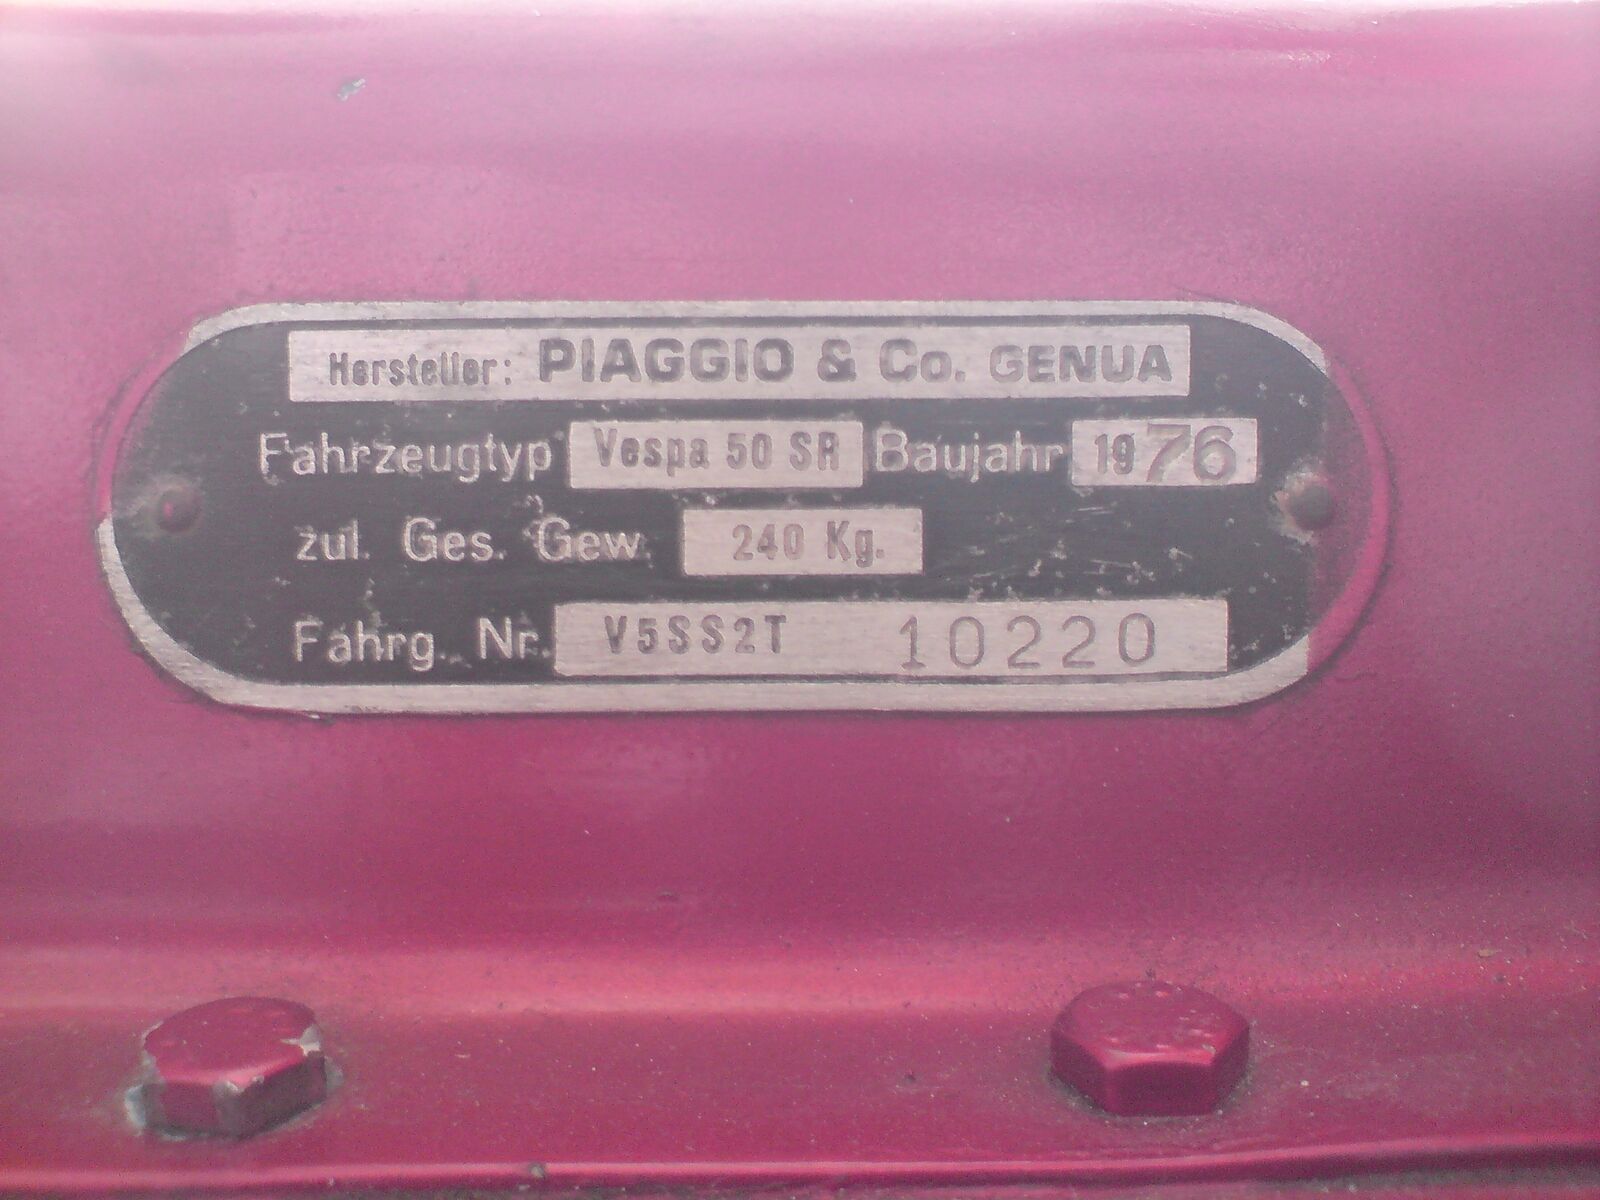 Hersteller: PIAGGIO & Co. GENUA
Fahrzeugtyp Vespa 50 SR Baujahr 1976
zul. Ges. Gew. 240 Kg.
Fahrg. Nr. V5SS2T 10220